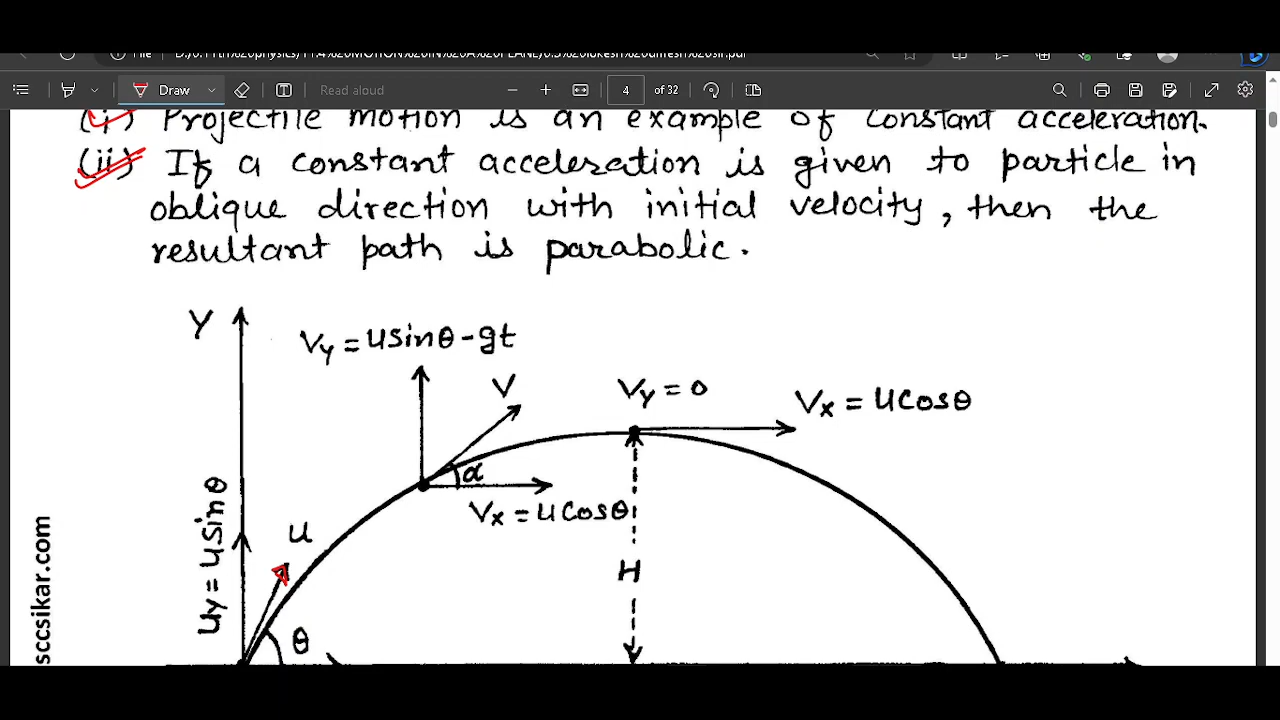 Draw
Read aloud
4
of 32
(i) Projectile motion is an example of constant acceleration.
(ii) If a constant acceleration is given to particle in
oblique direction with initial velocity, then the
resultant path is parabolic.
Y
Vy = usinθ-gt
V
Vy = 0
Vx = ucosθ
α
Vx = ucosθ
uy = usinθ
u
H
θ
sccsikar.com